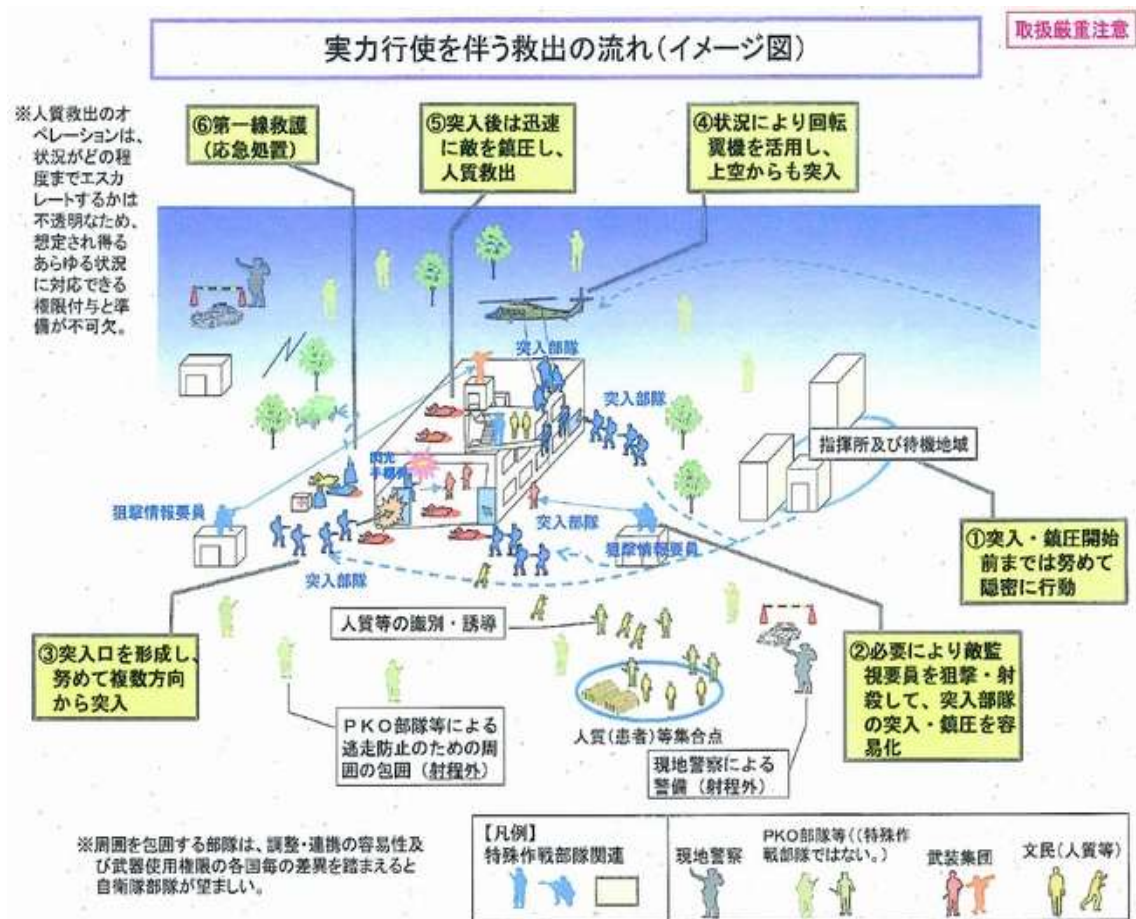 実力行使を伴う救出の流れ(イメージ図)
取扱厳重注意
※人質救出のオ
ペレーションは、
状況がどの程
度までエスカ
レートするかは
不透明なため、
想定され得る
あらゆる状況
に対応できる
権限付与と準
備が不可欠。
⑥第一線救護
(応急処置)
⑤突入後は迅速
に敵を鎮圧し、
人質救出
④状況により回転
翼機を活用し、
上空からも突入
突入部隊
突入部隊
指揮所及び待機地域
閃光
手榴弾
狙撃情報要員
突入部隊
狙撃情報要員
突入部隊
①突入・鎮圧開始
前までは努めて
隠密に行動
人質等の識別・誘導
③突入口を形成し、
努めて複数方向
から突入
②必要により敵監
視要員を狙撃・射
殺して、突入部隊
の突入・鎮圧を容
易化
PKO部隊等による
逃走防止のための周
囲の包囲(射程外)
人質(患者)等集合点
現地警察による
警備(射程外)
※周囲を包囲する部隊は、調整・連携の容易性及
び武器使用権限の各国毎の差異を踏まえると
自衛隊部隊が望ましい。
【凡例】
特殊作戦部隊関連
現地警察
PKO部隊等((特殊作
戦部隊ではない。)
武装集団
文民(人質等)